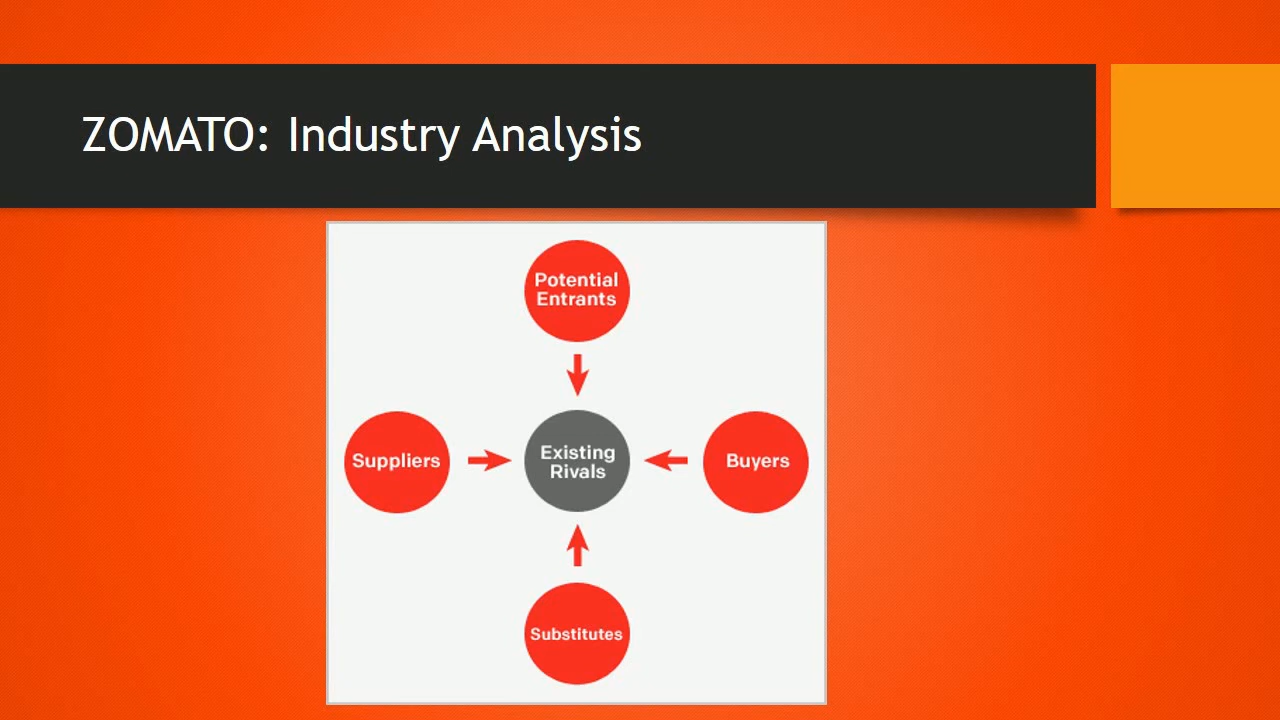 ZOMATO: Industry Analysis
Potential
Entrants
Suppliers
Existing
Rivals
Buyers
Substitutes